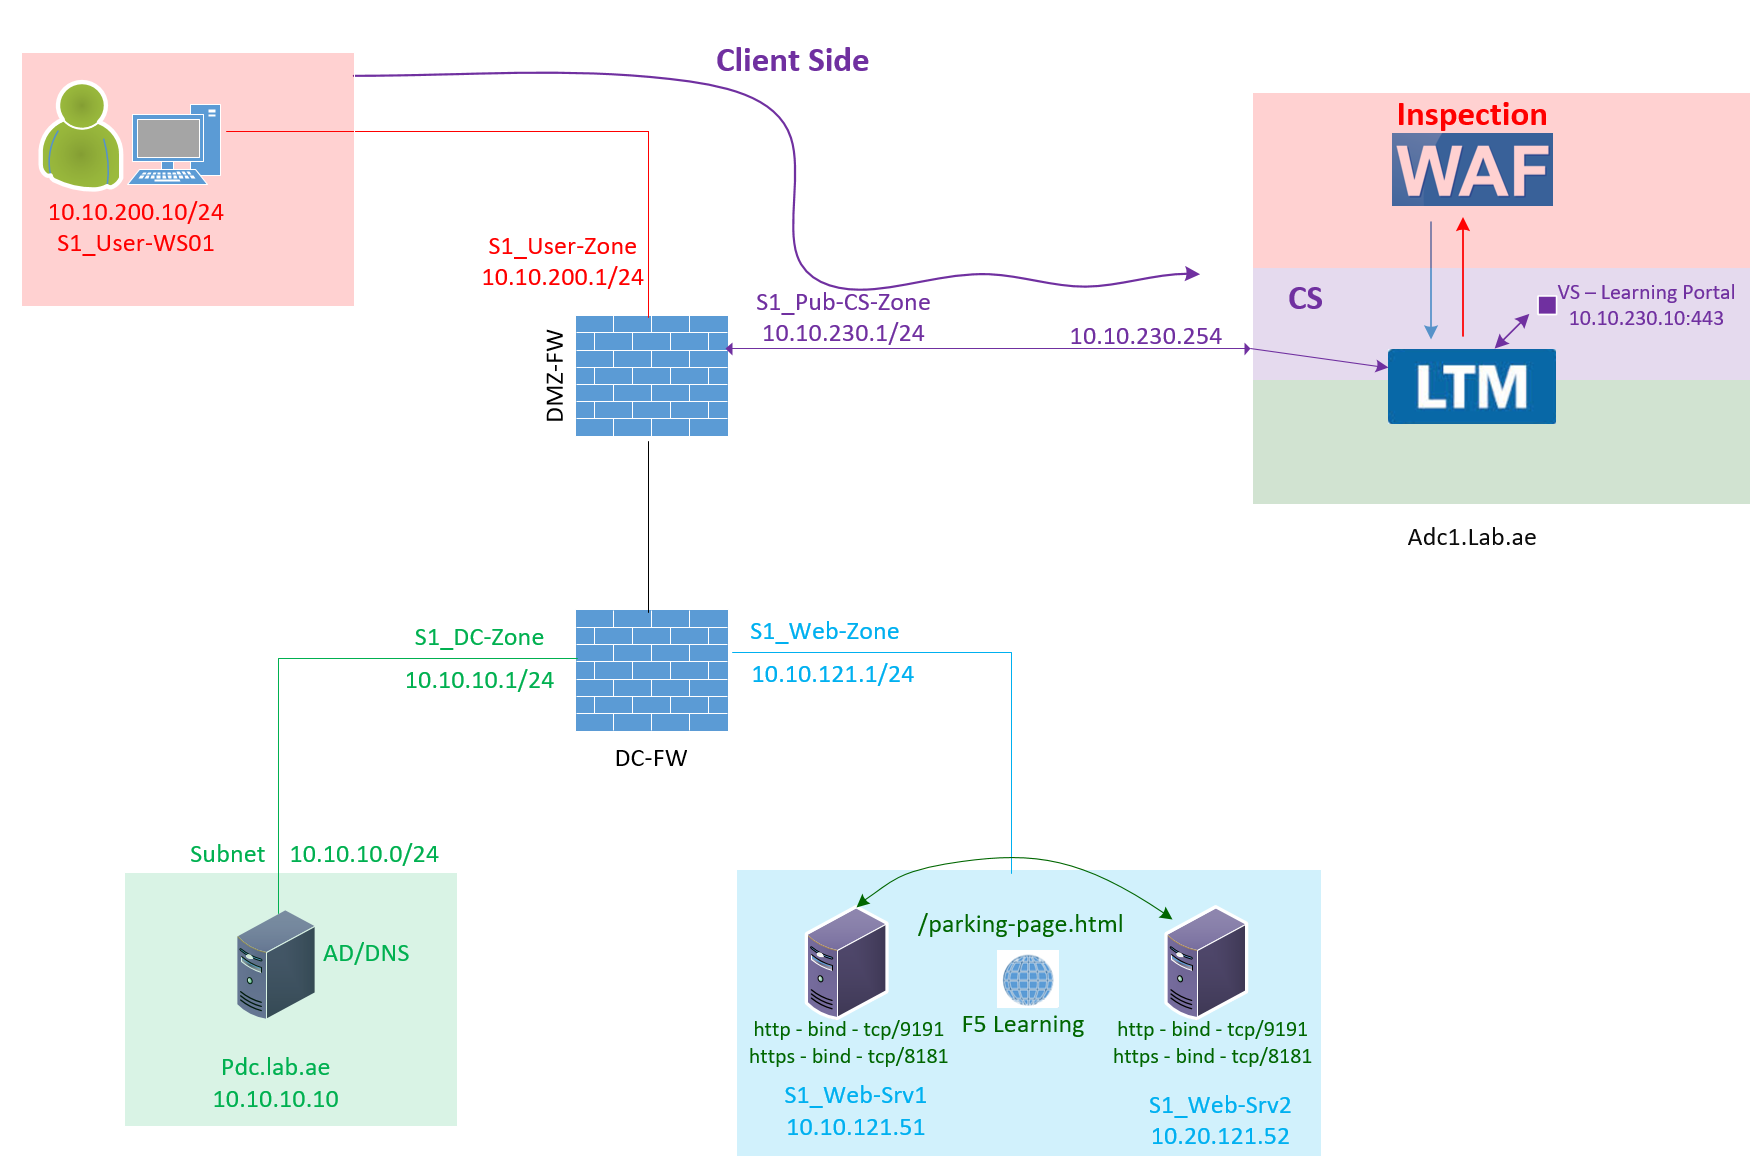 Client Side
10.10.200.10/24
S1_User-WS01
S1_User-Zone
10.10.200.1/24
DMZ-FW
S1_Pub-CS-Zone
10.10.230.1/24
10.10.230.254
Inspection
WAF
CS
VS – Learning Portal
10.10.230.10:443
LTM
Adc1.Lab.ae
S1_DC-Zone
10.10.10.1/24
S1_Web-Zone
10.10.121.1/24
DC-FW
Subnet 10.10.10.0/24
AD/DNS
Pdc.lab.ae
10.10.10.10
/parking-page.html
F5 Learning
http - bind - tcp/9191
https - bind - tcp/8181
S1_Web-Srv1
10.10.121.51
http - bind - tcp/9191
https - bind - tcp/8181
S1_Web-Srv2
10.20.121.52